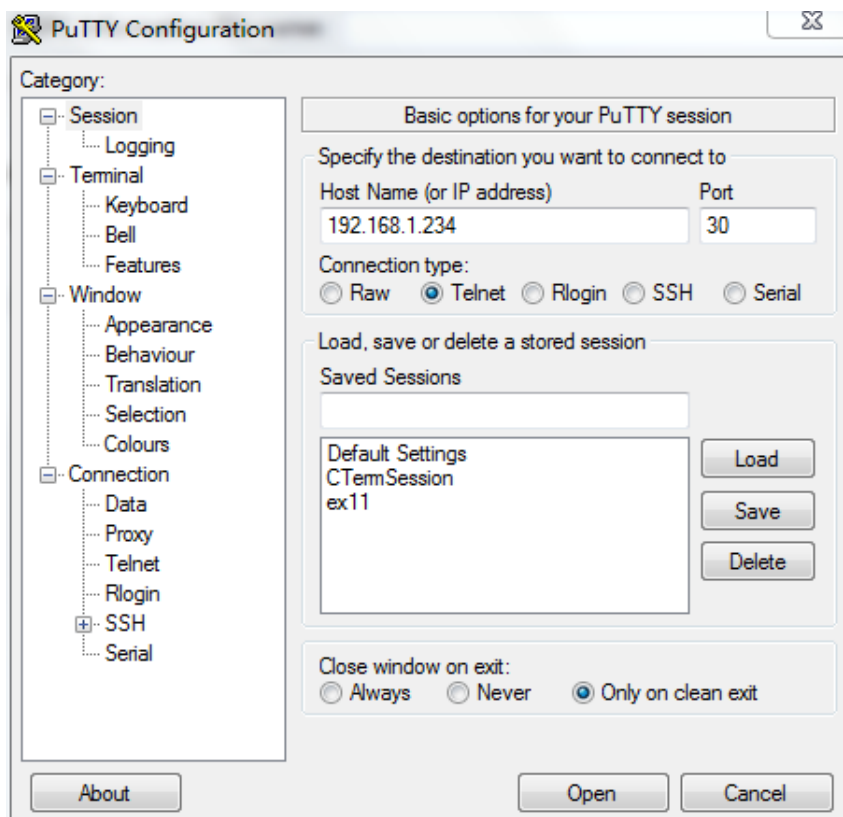 PuTTY Configuration
Category:
Session
Logging
Terminal
Keyboard
Bell
Features
Window
Appearance
Behaviour
Translation
Selection
Colours
Connection
Data
Proxy
Telnet
Rlogin
SSH
Serial
Basic options for your PuTTY session
Specify the destination you want to connect to
Host Name (or IP address) Port
192.168.1.234 30
Connection type:
Raw Telnet Rlogin SSH Serial
Load, save or delete a stored session
Saved Sessions
Default Settings
CTermSession
ex11
Load
Save
Delete
Close window on exit:
Always Never Only on clean exit
About Open Cancel